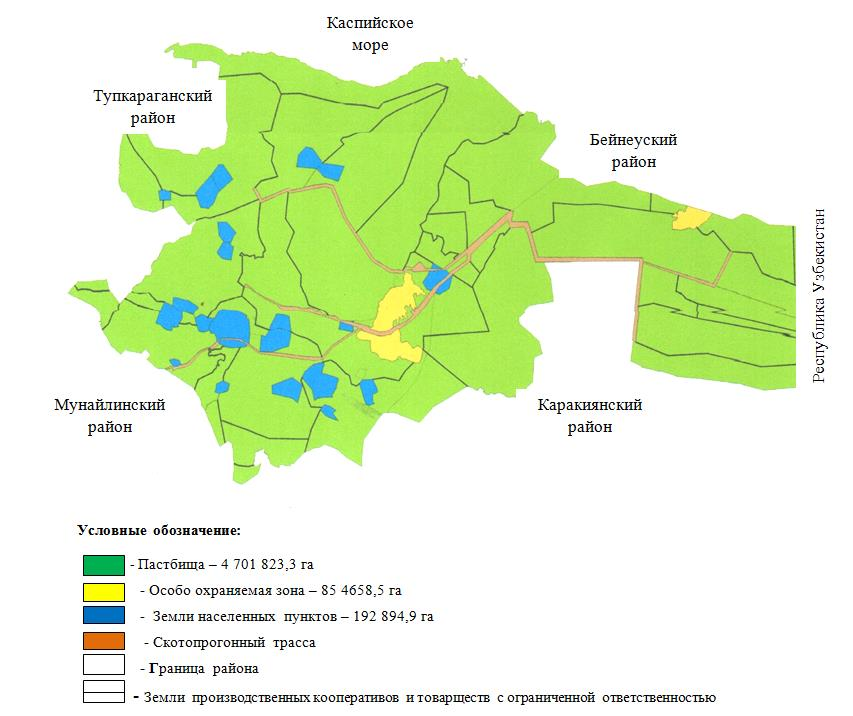 Каспийское
море
Тупкараганский
район
Бейнеуский
район
Республика Узбекистан
Мунайлинский
район
Каракиянский
район
Условные обозначение:
- Пастбища – 4 701 823,3 га
- Особо охраняемая зона – 85 4658,5 га
- Земли населенных пунктов – 192 894,9 га
- Скотопрогонный трасса
- Граница района
- Земли производственных кооперативов и товарществ с ограниченной ответственностью